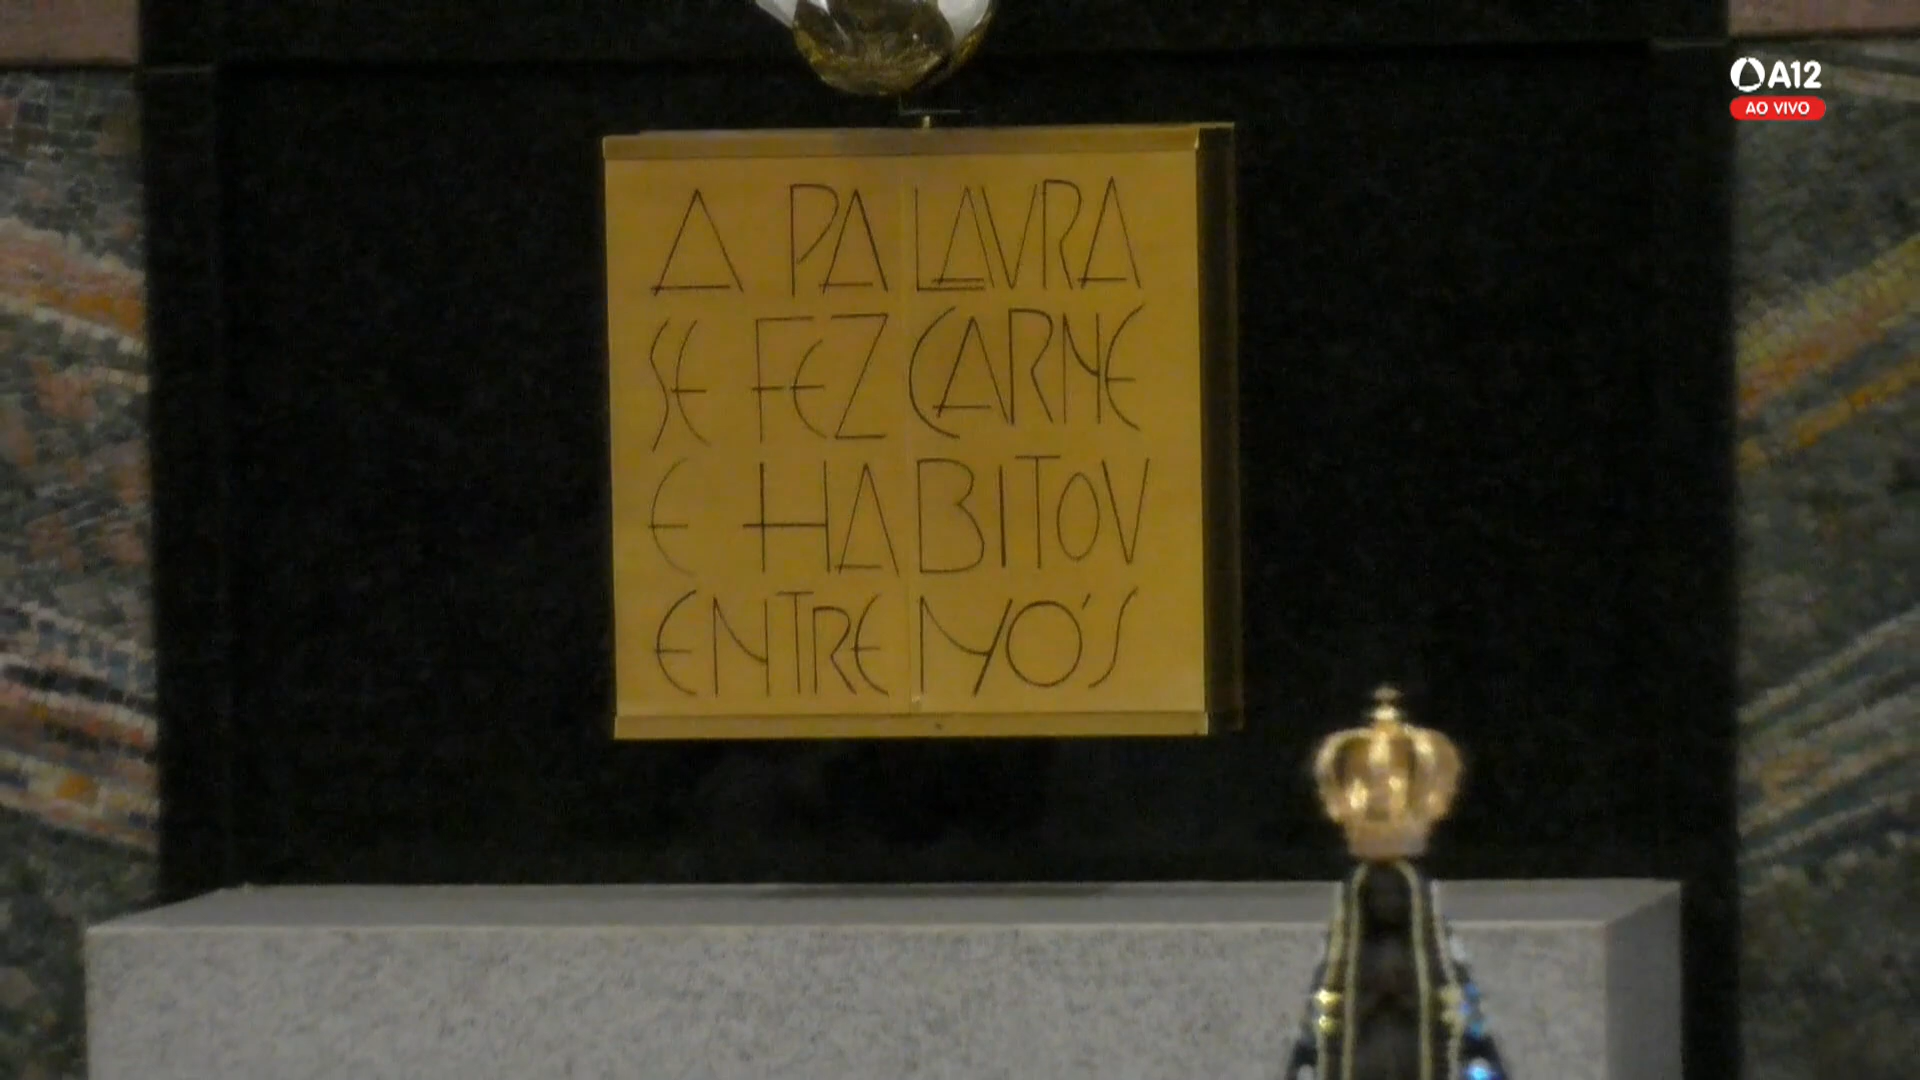 A PALAVRA
SE FEZ CARNE
E HABITOV
ENTRE NÓS
A12
AO VIVO